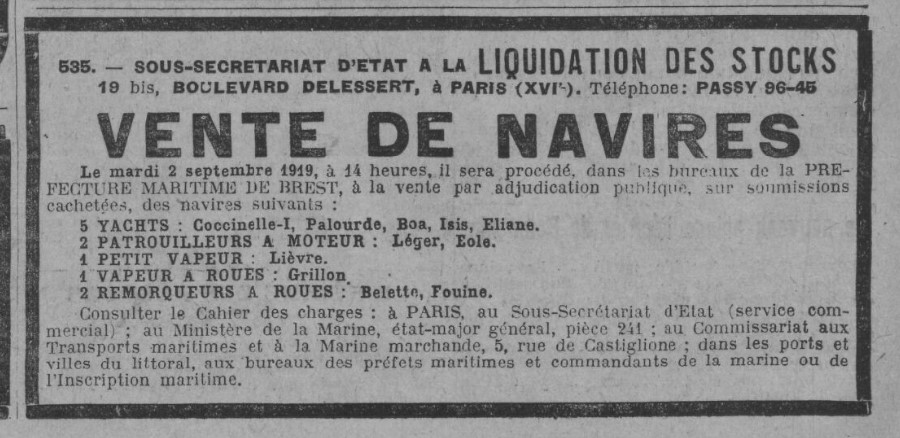 535. — SOUS-SECRETARIAT D'ETAT A LA LIQUIDATION DES STOCKS
19 bis, BOULEVARD DELESSERT, à PARIS (XVIe). Téléphone: PASSY 96-45
VENTE DE NAVIRES
Le mardi 2 septembre 1919, à 14 heures, il sera procédé, dans les bureaux de la PRE-
FECTURE MARITIME DE BREST, à la vente par adjudication publique, sur soumissions
cachetées, des navires suivants :
5 YACHTS : Coccinelle-I, Palourde, Boa, Isis, Eliane.
2 PATROUILLEURS A MOTEUR : Léger, Eole.
1 PETIT VAPEUR : Lièvre.
1 VAPEUR A ROUES : Grillon
2 REMORQUEURS A ROUES : Belette, Fouine.
Consulter le Cahier des charges : à PARIS, au Sous-Secrétariat d'Etat (service com-
mercial) ; au Ministère de la Marine, état-major général, pièce 241 ; au Commissariat aux
Transports maritimes et à la Marine marchande, 5, rue de Castiglione ; dans les ports et
villes du littoral, aux bureaux des préfets maritimes et commandants de la marine ou de
l'Inscription maritime.